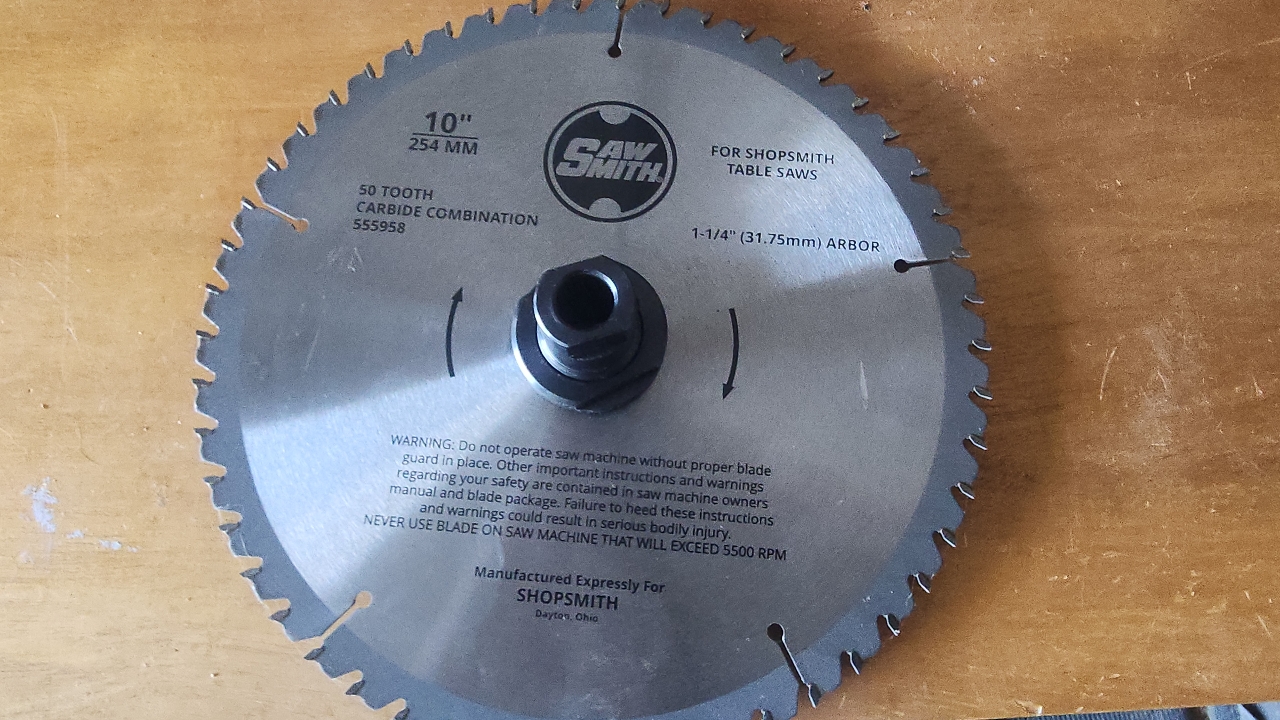 10"
254 MM
SAW
SMITH
FOR SHOPSMITH
TABLE SAWS
50 TOOTH
CARBIDE COMBINATION
555958
1-1/4" (31.75mm) ARBOR
WARNING: Do not operate saw machine without proper blade
guard in place. Other important instructions and warnings
regarding your safety are contained in saw machine owners
manual and blade package. Failure to heed these instructions
and warnings could result in serious bodily injury.
NEVER USE BLADE ON SAW MACHINE THAT WILL EXCEED 5500 RPM
Manufactured Expressly For
SHOPSMITH
Dayton, Ohio